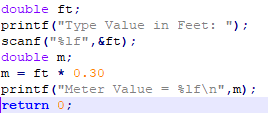 double ft;
printf("Type Value in Feet: ");
scanf("%lf",&ft);
double m;
m = ft * 0.30
printf("Meter Value = %lf\n",m);
return 0;